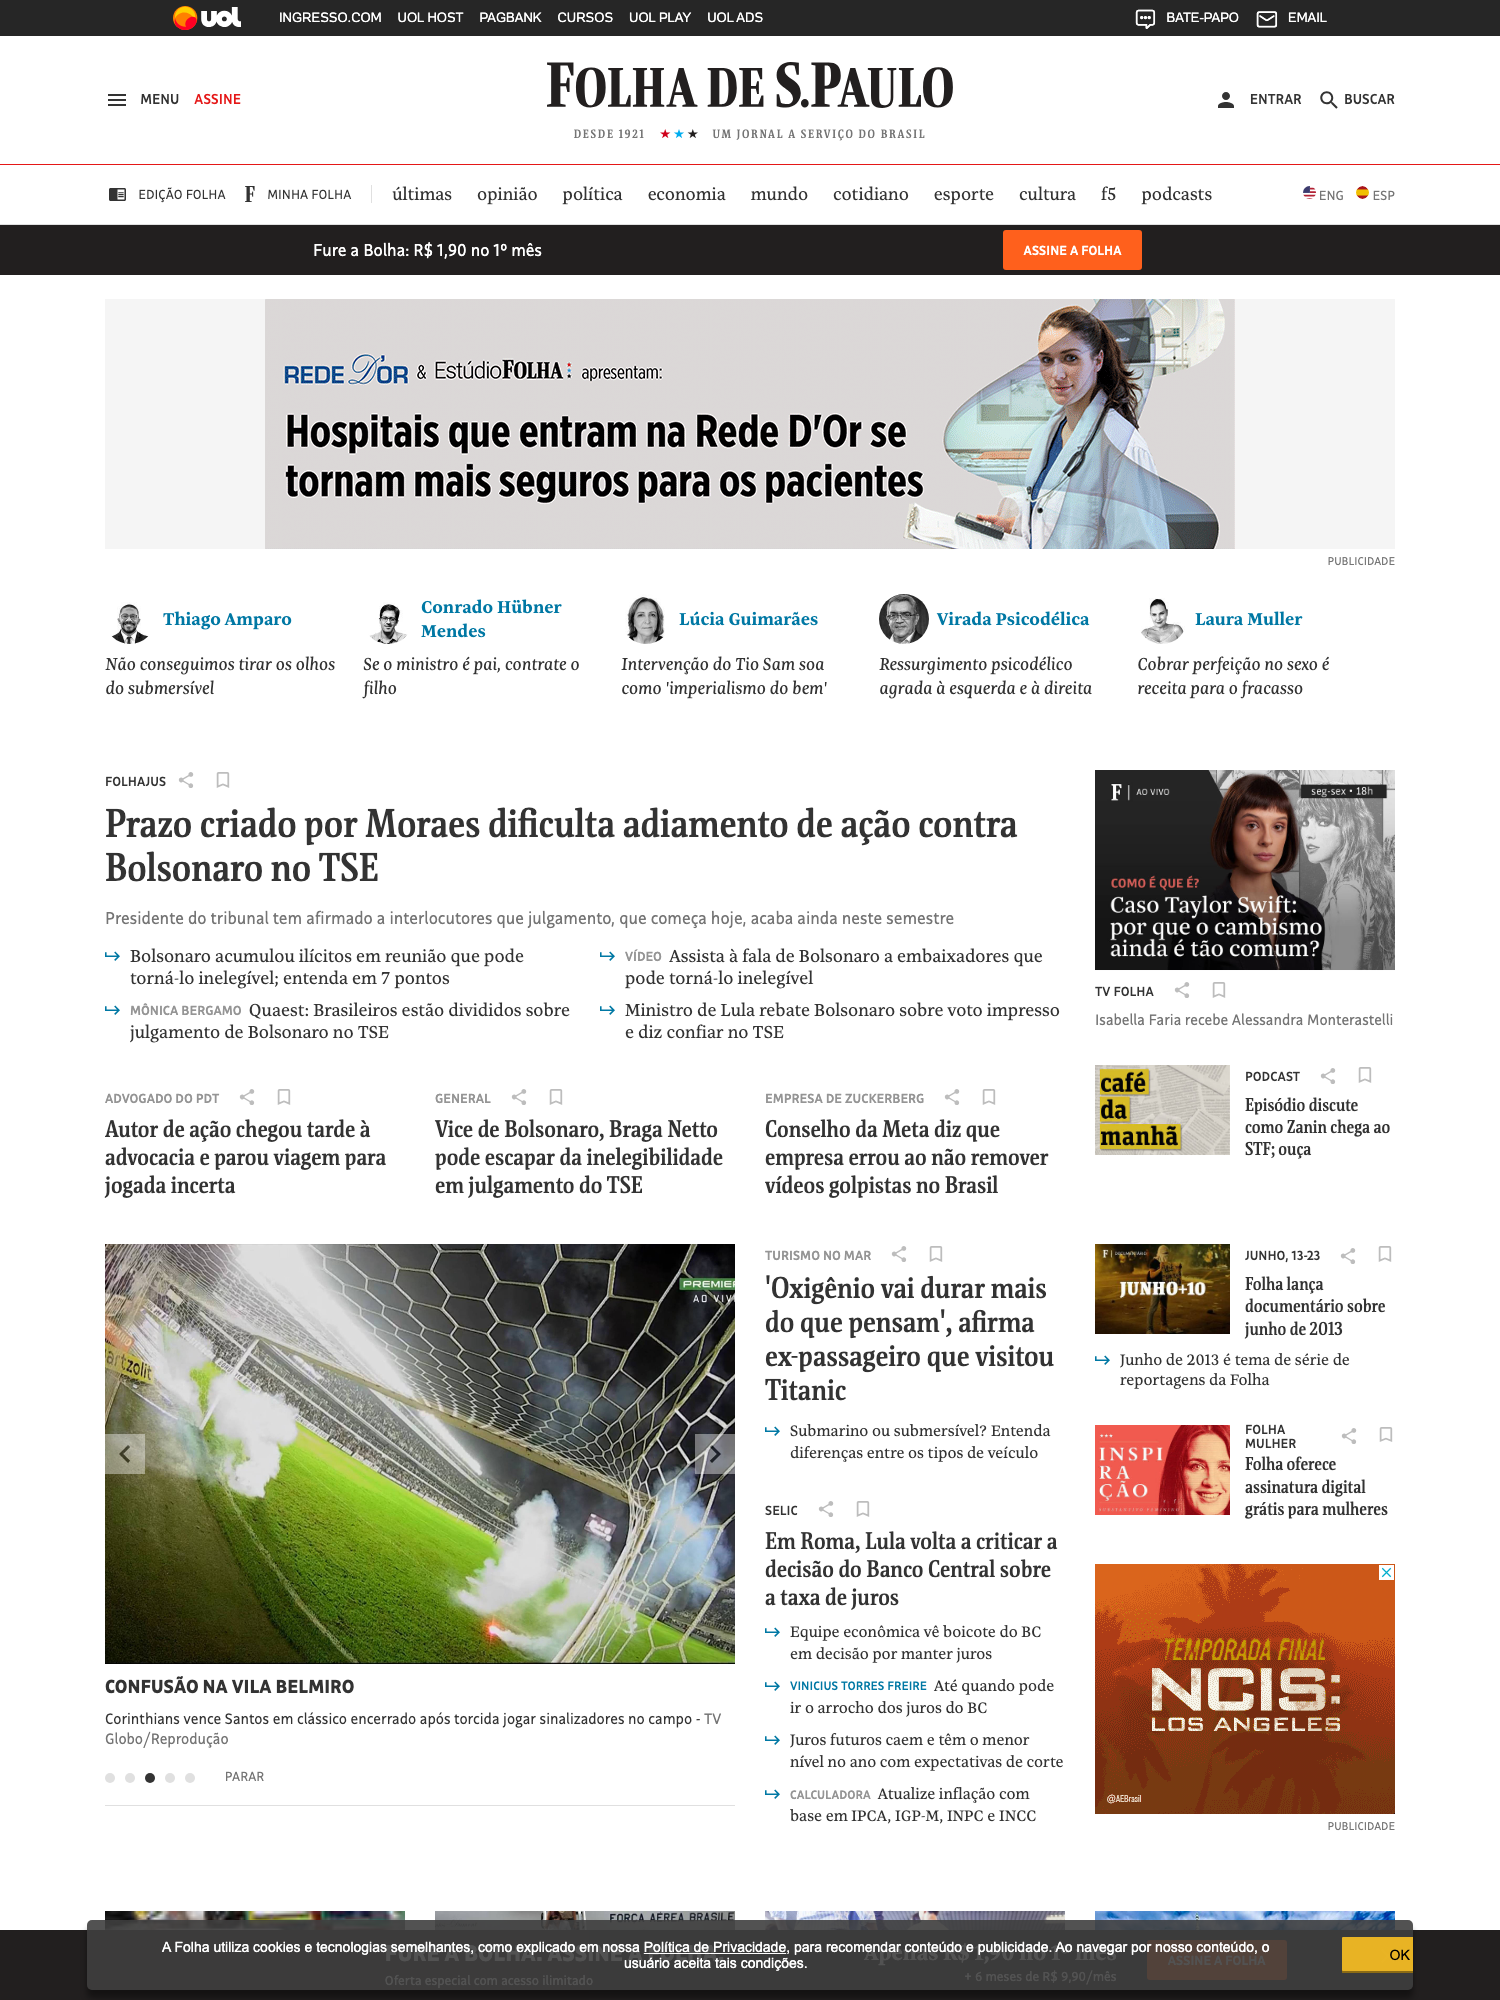 uol
INGRESSO.COM UOL HOST PAGBANK CURSOS UOL PLAY UOL ADS
BATE-PAPO EMAIL
MENU ASSINE
FOLHA DE S.PAULO
DESDE 1921 ★★★ UM JORNAL A SERVIÇO DO BRASIL
ENTRAR BUSCAR
EDIÇÃO FOLHA F MINHA FOLHA
últimas opinião política economia mundo cotidiano esporte cultura f5 podcasts
ENG ESP
Fure a Bolha: R$ 1,90 no 1º mês
ASSINE A FOLHA
REDE D'OR & EstúdioFOLHA: apresentam:
Hospitais que entram na Rede D'Or se
tornam mais seguros para os pacientes
PUBLICIDADE
Thiago Amparo
Não conseguimos tirar os olhos
do submersível
Conrado Hübner
Mendes
Se o ministro é pai, contrate o
filho
Lúcia Guimarães
Intervenção do Tio Sam soa
como 'imperialismo do bem'
Virada Psicodélica
Ressurgimento psicodélico
agrada à esquerda e à direita
Laura Muller
Cobrar perfeição no sexo é
receita para o fracasso
FOLHAJUS
Prazo criado por Moraes dificulta adiamento de ação contra
Bolsonaro no TSE
Presidente do tribunal tem afirmado a interlocutores que julgamento, que começa hoje, acaba ainda neste semestre
Bolsonaro acumulou ilícitos em reunião que pode
torná-lo inelegível; entenda em 7 pontos
MÔNICA BERGAMO Quaest: Brasileiros estão divididos sobre
julgamento de Bolsonaro no TSE
VÍDEO Assista à fala de Bolsonaro a embaixadores que
pode torná-lo inelegível
Ministro de Lula rebate Bolsonaro sobre voto impresso
e diz confiar no TSE
F AO VIVO
seg-sex • 18h
COMO É QUE É?
Caso Taylor Swift:
por que o cambismo
ainda é tão comum?
TV FOLHA
Isabella Faria recebe Alessandra Monterastelli
ADVOGADO DO PDT
Autor de ação chegou tarde à
advocacia e parou viagem para
jogada incerta
GENERAL
Vice de Bolsonaro, Braga Netto
pode escapar da inelegibilidade
em julgamento do TSE
EMPRESA DE ZUCKERBERG
Conselho da Meta diz que
empresa errou ao não remover
vídeos golpistas no Brasil
café
da
manhã
PODCAST
Episódio discute
como Zanin chega ao
STF; ouça
PREMIER
AO VIV
artzolit
CONFUSÃO NA VILA BELMIRO
Corinthians vence Santos em clássico encerrado após torcida jogar sinalizadores no campo - TV
Globo/Reprodução
PARAR
TURISMO NO MAR
'Oxigênio vai durar mais
do que pensam', afirma
ex-passageiro que visitou
Titanic
Submarino ou submersível? Entenda
diferenças entre os tipos de veículo
SELIC
Em Roma, Lula volta a criticar a
decisão do Banco Central sobre
a taxa de juros
Equipe econômica vê boicote do BC
em decisão por manter juros
VINICIUS TORRES FREIRE Até quando pode
ir o arrocho dos juros do BC
Juros futuros caem e têm o menor
nível no ano com expectativas de corte
CALCULADORA Atualize inflação com
base em IPCA, IGP-M, INPC e INCC
JUNHO+10
JUNHO, 13-23
Folha lança
documentário sobre
junho de 2013
Junho de 2013 é tema de série de
reportagens da Folha
INSPI
RA
ÇÃO
FOLHA
MULHER
Folha oferece
assinatura digital
grátis para mulheres
TEMPORADA FINAL
NCIS:
LOS ANGELES
@AEBrasil
PUBLICIDADE
FORÇA AÉREA BRASILE
A Folha utiliza cookies e tecnologias semelhantes, como explicado em nossa Política de Privacidade, para recomendar conteúdo e publicidade. Ao navegar por nosso conteúdo, o
usuário aceita tais condições.
OK
Oferta especial com acesso ilimitado
+ 6 meses de R$ 9,90/mês
ASSINE A FOLHA